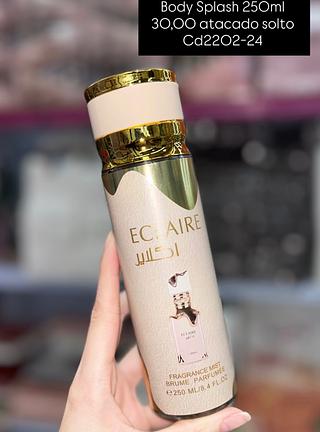 Body Splash 250ml
30,00 atacado solto
Cd2202-24
ECLAIRE
اكلير
ECLAIRE
FRAGRANCE MIST
BRUME PARFUMÉE
e 250 ML/8.4 FL.OZ